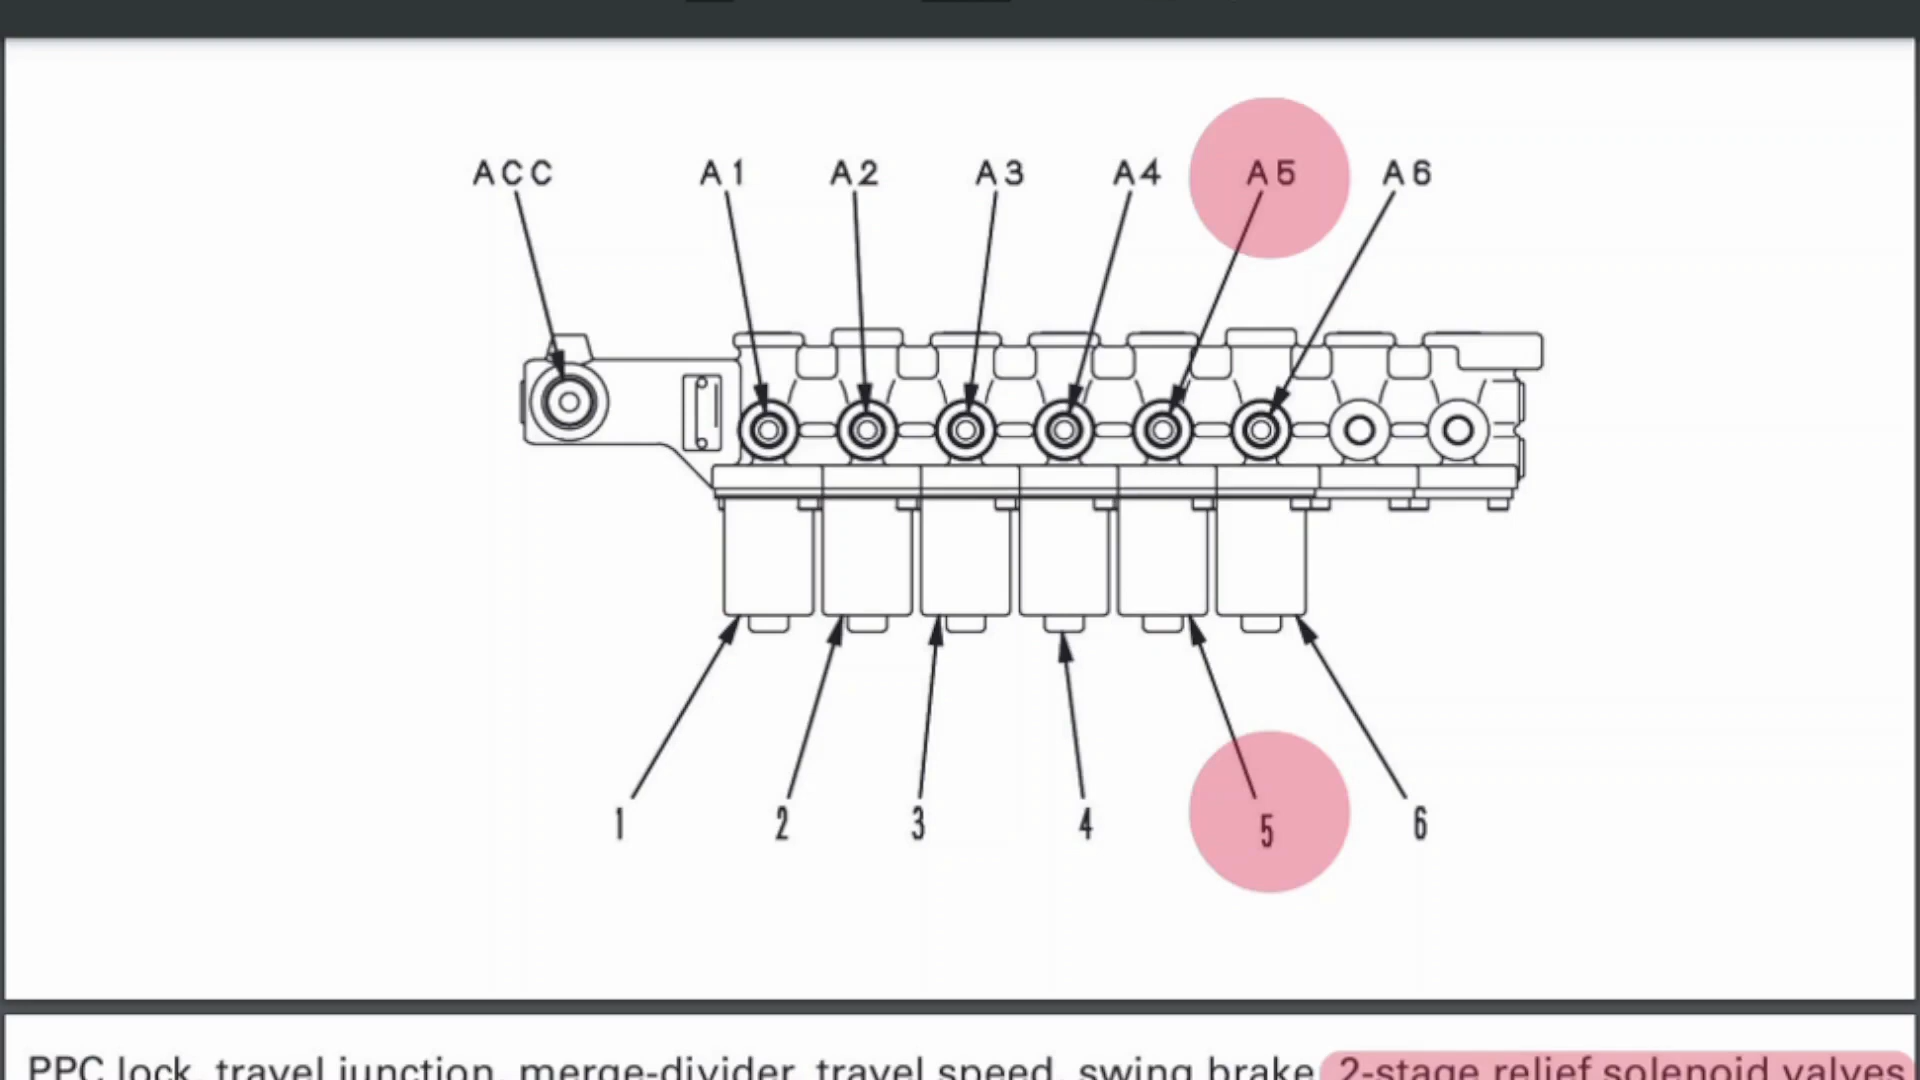 ACC A1 A2 A3 A4 A5 A6
1 2 3 4 5 6
PPC lock, travel junction, merge-divider, travel speed, swing brake 2-stage relief solenoid valves